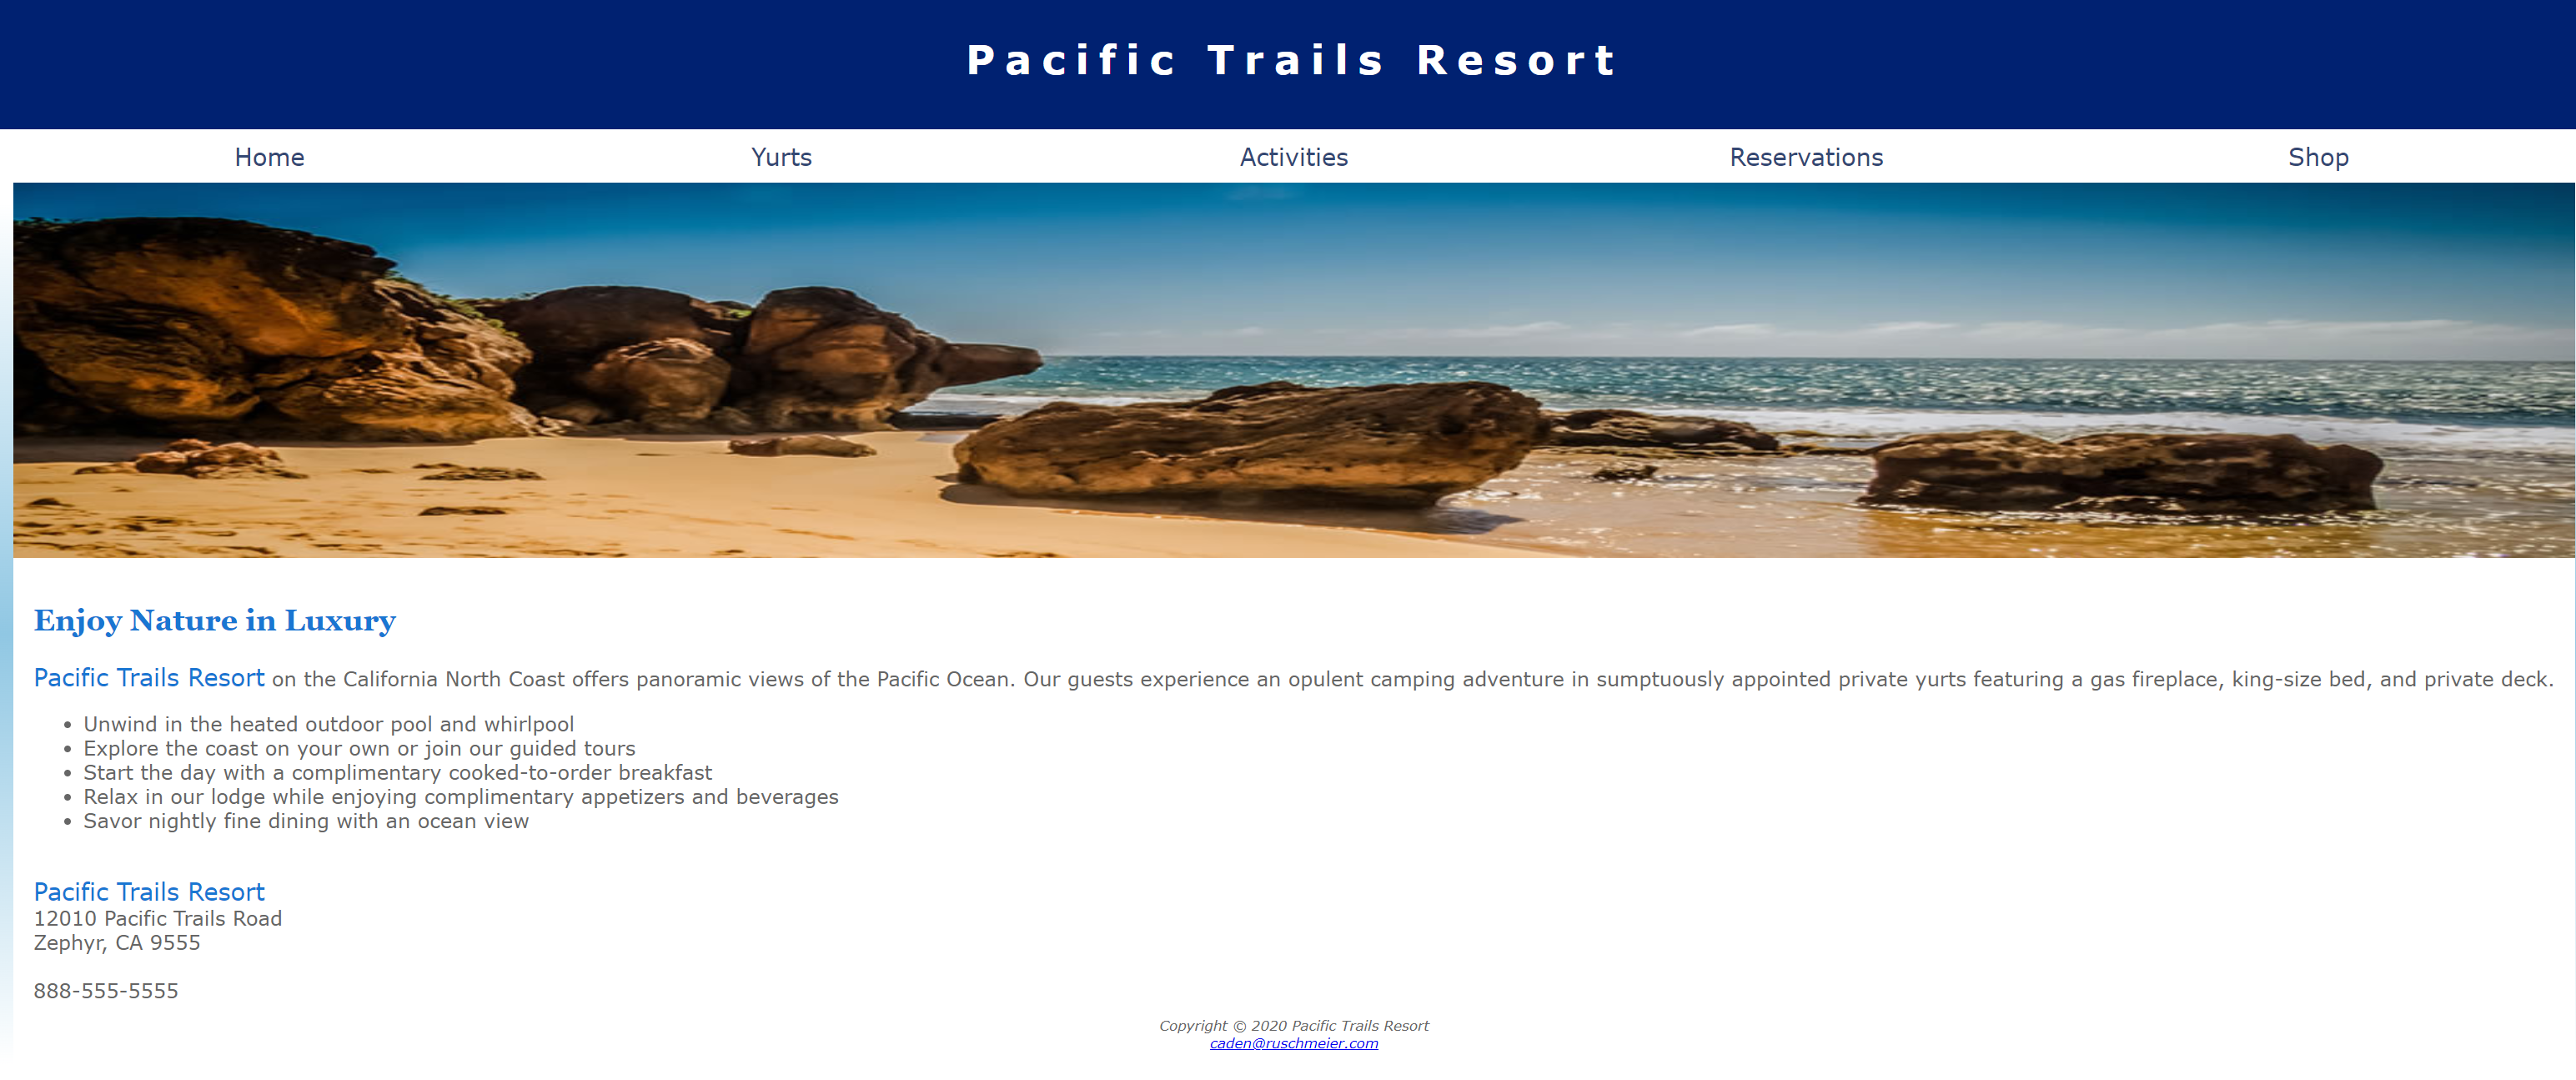 Pacific Trails Resort
Home Yurts Activities Reservations Shop
Enjoy Nature in Luxury
Pacific Trails Resort on the California North Coast offers panoramic views of the Pacific Ocean. Our guests experience an opulent camping adventure in sumptuously appointed private yurts featuring a gas fireplace, king-size bed, and private deck.
• Unwind in the heated outdoor pool and whirlpool
• Explore the coast on your own or join our guided tours
• Start the day with a complimentary cooked-to-order breakfast
• Relax in our lodge while enjoying complimentary appetizers and beverages
• Savor nightly fine dining with an ocean view
Pacific Trails Resort
12010 Pacific Trails Road
Zephyr, CA 9555
888-555-5555
Copyright © 2020 Pacific Trails Resort
caden@ruschmeier.com